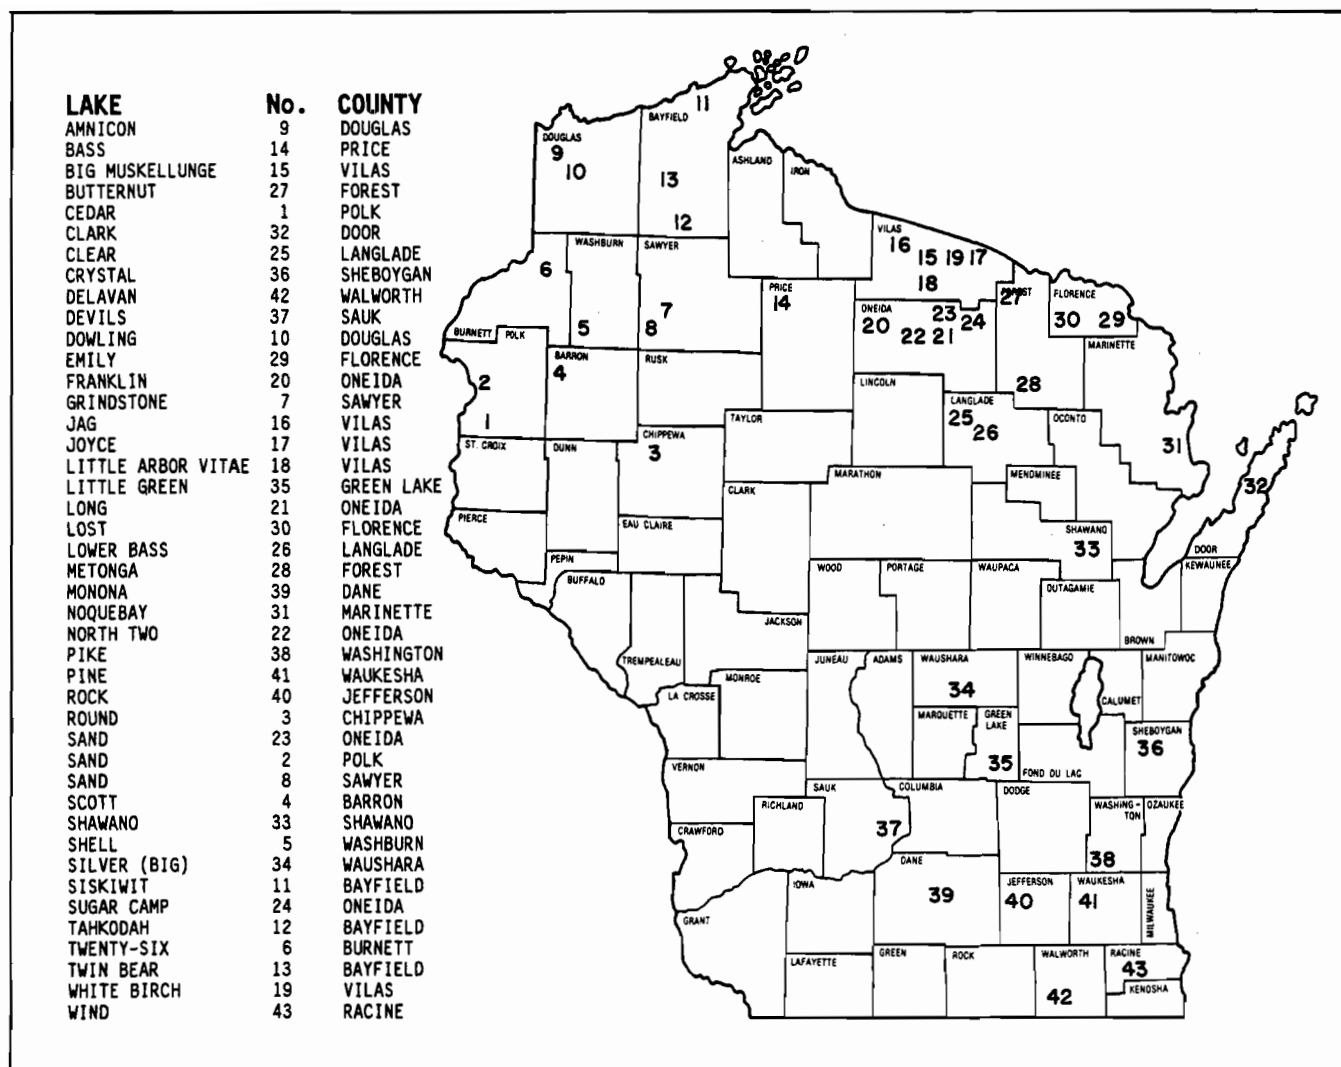 LAKE No. COUNTY
AMNICON 9 DOUGLAS
BASS 14 PRICE
BIG MUSKELLUNGE 15 VILAS
BUTTERNUT 27 FOREST
CEDAR 1 POLK
CLARK 32 DOOR
CLEAR 25 LANGLADE
CRYSTAL 36 SHEBOYGAN
DELAVAN 42 WALWORTH
DEVILS 37 SAUK
DOWLING 10 DOUGLAS
EMILY 29 FLORENCE
FRANKLIN 20 ONEIDA
GRINDSTONE 7 SAWYER
JAG 16 VILAS
JOYCE 17 VILAS
LITTLE ARBOR VITAE 18 VILAS
LITTLE GREEN 35 GREEN LAKE
LONG 21 ONEIDA
LOST 30 FLORENCE
LOWER BASS 26 LANGLADE
METONGA 28 FOREST
MONONA 39 DANE
NOQUEBAY 31 MARINETTE
NORTH TWO 22 ONEIDA
PIKE 38 WASHINGTON
PINE 41 WAUKESHA
ROCK 40 JEFFERSON
ROUND 3 CHIPPEWA
SAND 23 ONEIDA
SAND 2 POLK
SAND 8 SAWYER
SCOTT 4 BARRON
SHAWANO 33 SHAWANO
SHELL 5 WASHBURN
SILVER (BIG) 34 WAUSHARA
SISKIWIT 11 BAYFIELD
SUGAR CAMP 24 ONEIDA
TAHKODAH 12 BAYFIELD
TWENTY-SIX 6 BURNETT
TWIN BEAR 13 BAYFIELD
WHITE BIRCH 19 VILAS
WIND 43 RACINE
11
BAYFIELD
DOUGLAS
9
10
13
12
ASHLAND
IRON
VILAS
16
15 19 17
18
WASHBURN
SAWYER
6
7
5
8
PRICE
14
ONEIDA
20
23
22 21
24
FOREST
27
FLORENCE
30 29
MARINETTE
BURNETT
POLK
BARRON
4
RUSK
2
1
LINCOLN
28
LANGLADE
25
26
OCONTO
31
32
ST. CROIX
DUNN
CHIPPEWA
3
TAYLOR
MARATHON
MENOMINEE
CLARK
PIERCE
EAU CLAIRE
SHAWANO
33
DOOR
KEWAUNEE
PEPIN
BUFFALO
WOOD
PORTAGE
WAUPACA
OUTAGAMIE
BROWN
JACKSON
TREMPEALEAU
MONROE
LA CROSSE
JUNEAU
ADAMS
WAUSHARA
34
WINNEBAGO
MANITOWOC
CALUMET
MARQUETTE
GREEN
LAKE
35
FOND DU LAC
SHEBOYGAN
36
VERNON
SAUK
COLUMBIA
DODGE
WASHING-
TON
OZAUKEE
RICHLAND
CRAWFORD
37
38
DANE
39
JEFFERSON
40
WAUKESHA
41
MILWAUKEE
IOWA
GRANT
LAFAYETTE
GREEN
ROCK
WALWORTH
42
RACINE
43
KENOSHA